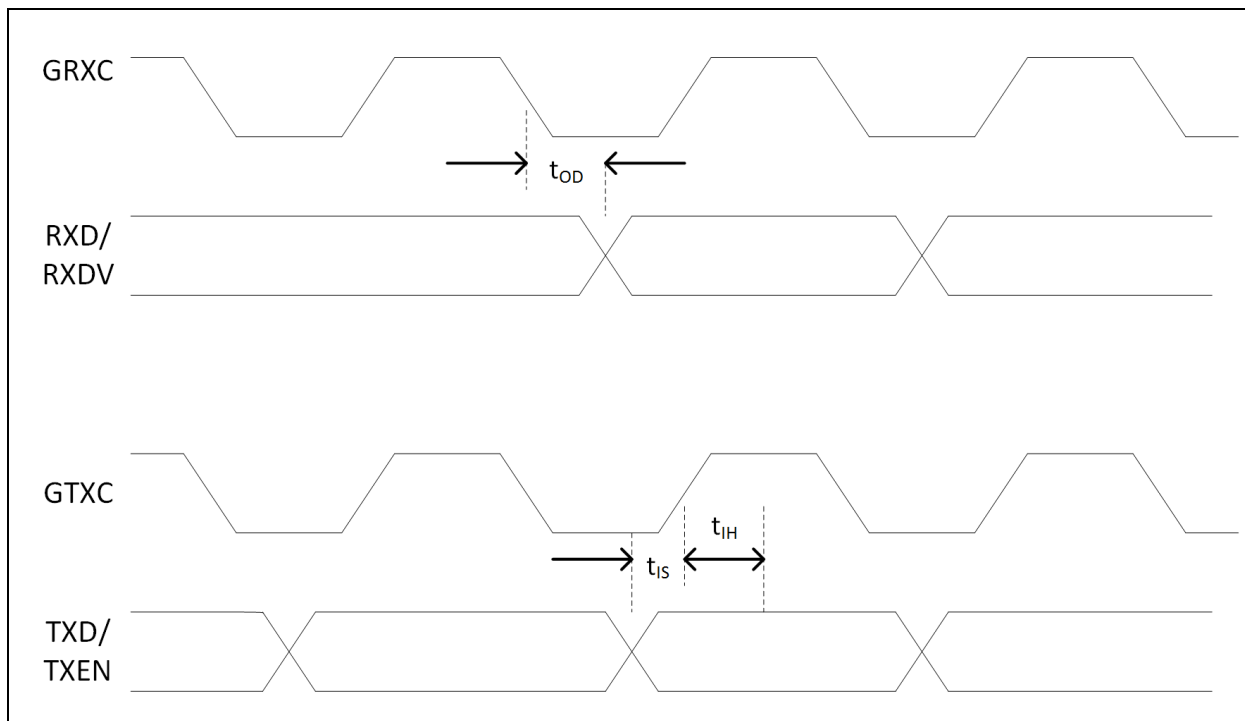 GRXC
tOD
RXD/
RXDV
GTXC
tIH
tIS
TXD/
TXEN